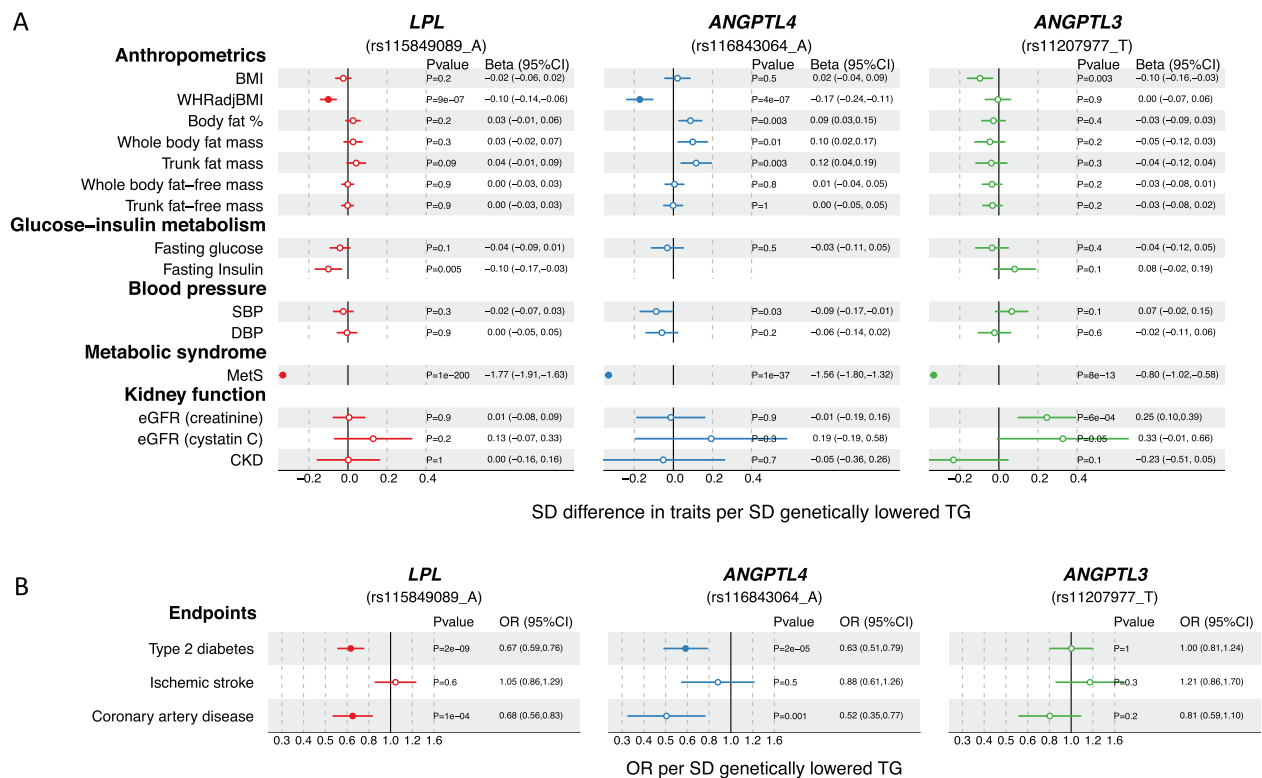 A
LPL ANGPTL4 ANGPTL3
(rs115849089_A) (rs116843064_A) (rs11207977_T)
Anthropometrics Pvalue Beta (95%CI) Pvalue Beta (95%CI) Pvalue Beta (95%CI)
BMI P=0.2 −0.02 (−0.06, 0.02) P=0.5 0.02 (−0.04, 0.09) P=0.003 −0.10 (−0.16,−0.03)
WHRadjBMI P=9e−07 −0.10 (−0.14,−0.06) P=4e−07 −0.17 (−0.24,−0.11) P=0.9 0.00 (−0.07, 0.06)
Body fat % P=0.2 0.03 (−0.01, 0.06) P=0.003 0.09 (0.03,0.15) P=0.4 −0.03 (−0.09, 0.03)
Whole body fat mass P=0.3 0.03 (−0.02, 0.07) P=0.01 0.10 (0.02,0.17) P=0.2 −0.05 (−0.12, 0.03)
Trunk fat mass P=0.09 0.04 (−0.01, 0.09) P=0.003 0.12 (0.04,0.19) P=0.3 −0.04 (−0.12, 0.04)
Whole body fat−free mass P=0.9 0.00 (−0.03, 0.03) P=0.8 0.01 (−0.04, 0.05) P=0.2 −0.03 (−0.08, 0.01)
Trunk fat−free mass P=0.9 0.00 (−0.03, 0.03) P=1 0.00 (−0.05, 0.05) P=0.2 −0.03 (−0.08, 0.02)
Glucose−insulin metabolism
Fasting glucose P=0.1 −0.04 (−0.09, 0.01) P=0.5 −0.03 (−0.11, 0.05) P=0.4 −0.04 (−0.12, 0.05)
Fasting Insulin P=0.005 −0.10 (−0.17,−0.03) P=0.1 0.08 (−0.02, 0.19)
Blood pressure
SBP P=0.3 −0.02 (−0.07, 0.03) P=0.03 −0.09 (−0.17,−0.01) P=0.1 0.07 (−0.02, 0.15)
DBP P=0.9 0.00 (−0.05, 0.05) P=0.2 −0.06 (−0.14, 0.02) P=0.6 −0.02 (−0.11, 0.06)
Metabolic syndrome
MetS P=1e−200 −1.77 (−1.91,−1.63) P=1e−37 −1.56 (−1.80,−1.32) P=8e−13 −0.80 (−1.02,−0.58)
Kidney function
eGFR (creatinine) P=0.9 0.01 (−0.08, 0.09) P=0.9 −0.01 (−0.19, 0.16) P=6e−04 0.25 (0.10,0.39)
eGFR (cystatin C) P=0.2 0.13 (−0.07, 0.33) P=0.3 0.19 (−0.19, 0.58) P=0.05 0.33 (−0.01, 0.66)
CKD P=1 0.00 (−0.16, 0.16) P=0.7 −0.05 (−0.36, 0.26) P=0.1 −0.23 (−0.51, 0.05)
−0.2 0.0 0.2 0.4 −0.2 0.0 0.2 0.4 −0.2 0.0 0.2 0.4
SD difference in traits per SD genetically lowered TG
B
LPL ANGPTL4 ANGPTL3
(rs115849089_A) (rs116843064_A) (rs11207977_T)
Endpoints Pvalue OR (95%CI) Pvalue OR (95%CI) Pvalue OR (95%CI)
Type 2 diabetes P=2e−09 0.67 (0.59,0.76) P=2e−05 0.63 (0.51,0.79) P=1 1.00 (0.81,1.24)
Ischemic stroke P=0.6 1.05 (0.86,1.29) P=0.5 0.88 (0.61,1.26) P=0.3 1.21 (0.86,1.70)
Coronary artery disease P=1e−04 0.68 (0.56,0.83) P=0.001 0.52 (0.35,0.77) P=0.2 0.81 (0.59,1.10)
0.3 0.4 0.6 0.8 1.0 1.2 1.6 0.3 0.4 0.6 0.8 1.0 1.2 1.6 0.3 0.4 0.6 0.8 1.0 1.2 1.6
OR per SD genetically lowered TG